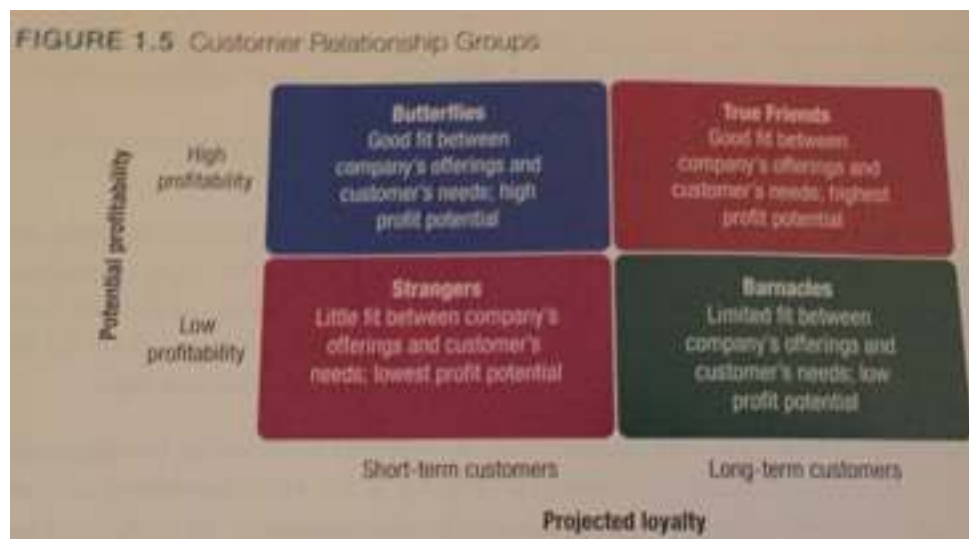 FIGURE 1.5 Customer Relationship Groups
Potential profitability
High
profitability
Butterflies
Good fit between
company's offerings and
customer's needs; high
profit potential
True Friends
Good fit between
company's offerings and
customer's needs; highest
profit potential
Low
profitability
Strangers
Little fit between company's
offerings and customer's
needs; lowest profit potential
Barnacles
Limited fit between
company's offerings and
customer's needs; low
profit potential
Short-term customers
Long-term customers
Projected loyalty